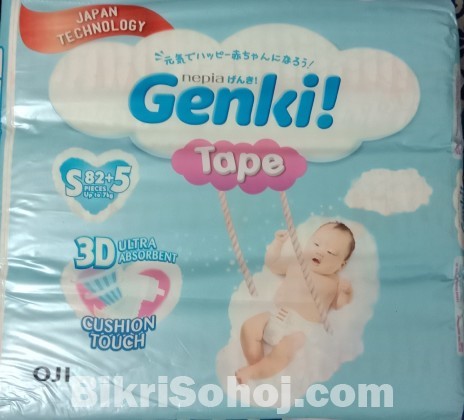 JAPAN
TECHNOLOGY
元気でハッピー赤ちゃんになろう!
nepia げんき!
Genki!
Tape
S 82+5
PIECES
Up to 7kg
3D ULTRA
ABSORBENT
CUSHION
TOUCH
OJI
BikriSohoj.com